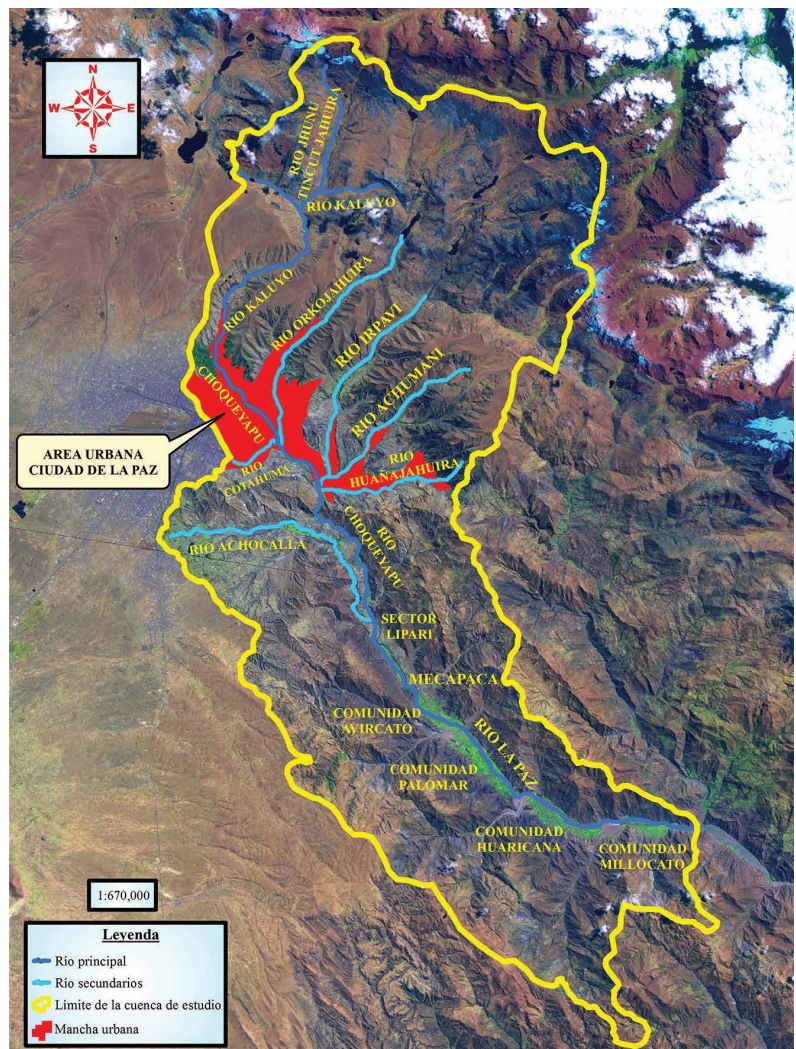 N
W E
S
RIO JHUNU
TINCUT JAHUIRA
RIO KALUYO
RIO KALUYO
RIO ORKOJAHUIRA
RIO IRPAVI
RIO ACHUMANI
CHOQUEYAPU
AREA URBANA
CIUDAD DE LA PAZ
RIO
COTAHUMA
RIO
HUAÑAJAHUIRA
RIO
CHOQUEYAPU
RIO ACHOCALLA
SECTOR
LIPARI
MECAPACA
COMUNIDAD
AVIRCATO
RIO LA PAZ
COMUNIDAD
PALOMAR
COMUNIDAD
HUARICANA
COMUNIDAD
MILLOCATO
1:670,000
Leyenda
Río principal
Río secundarios
Limite de la cuenca de estudio
Mancha urbana